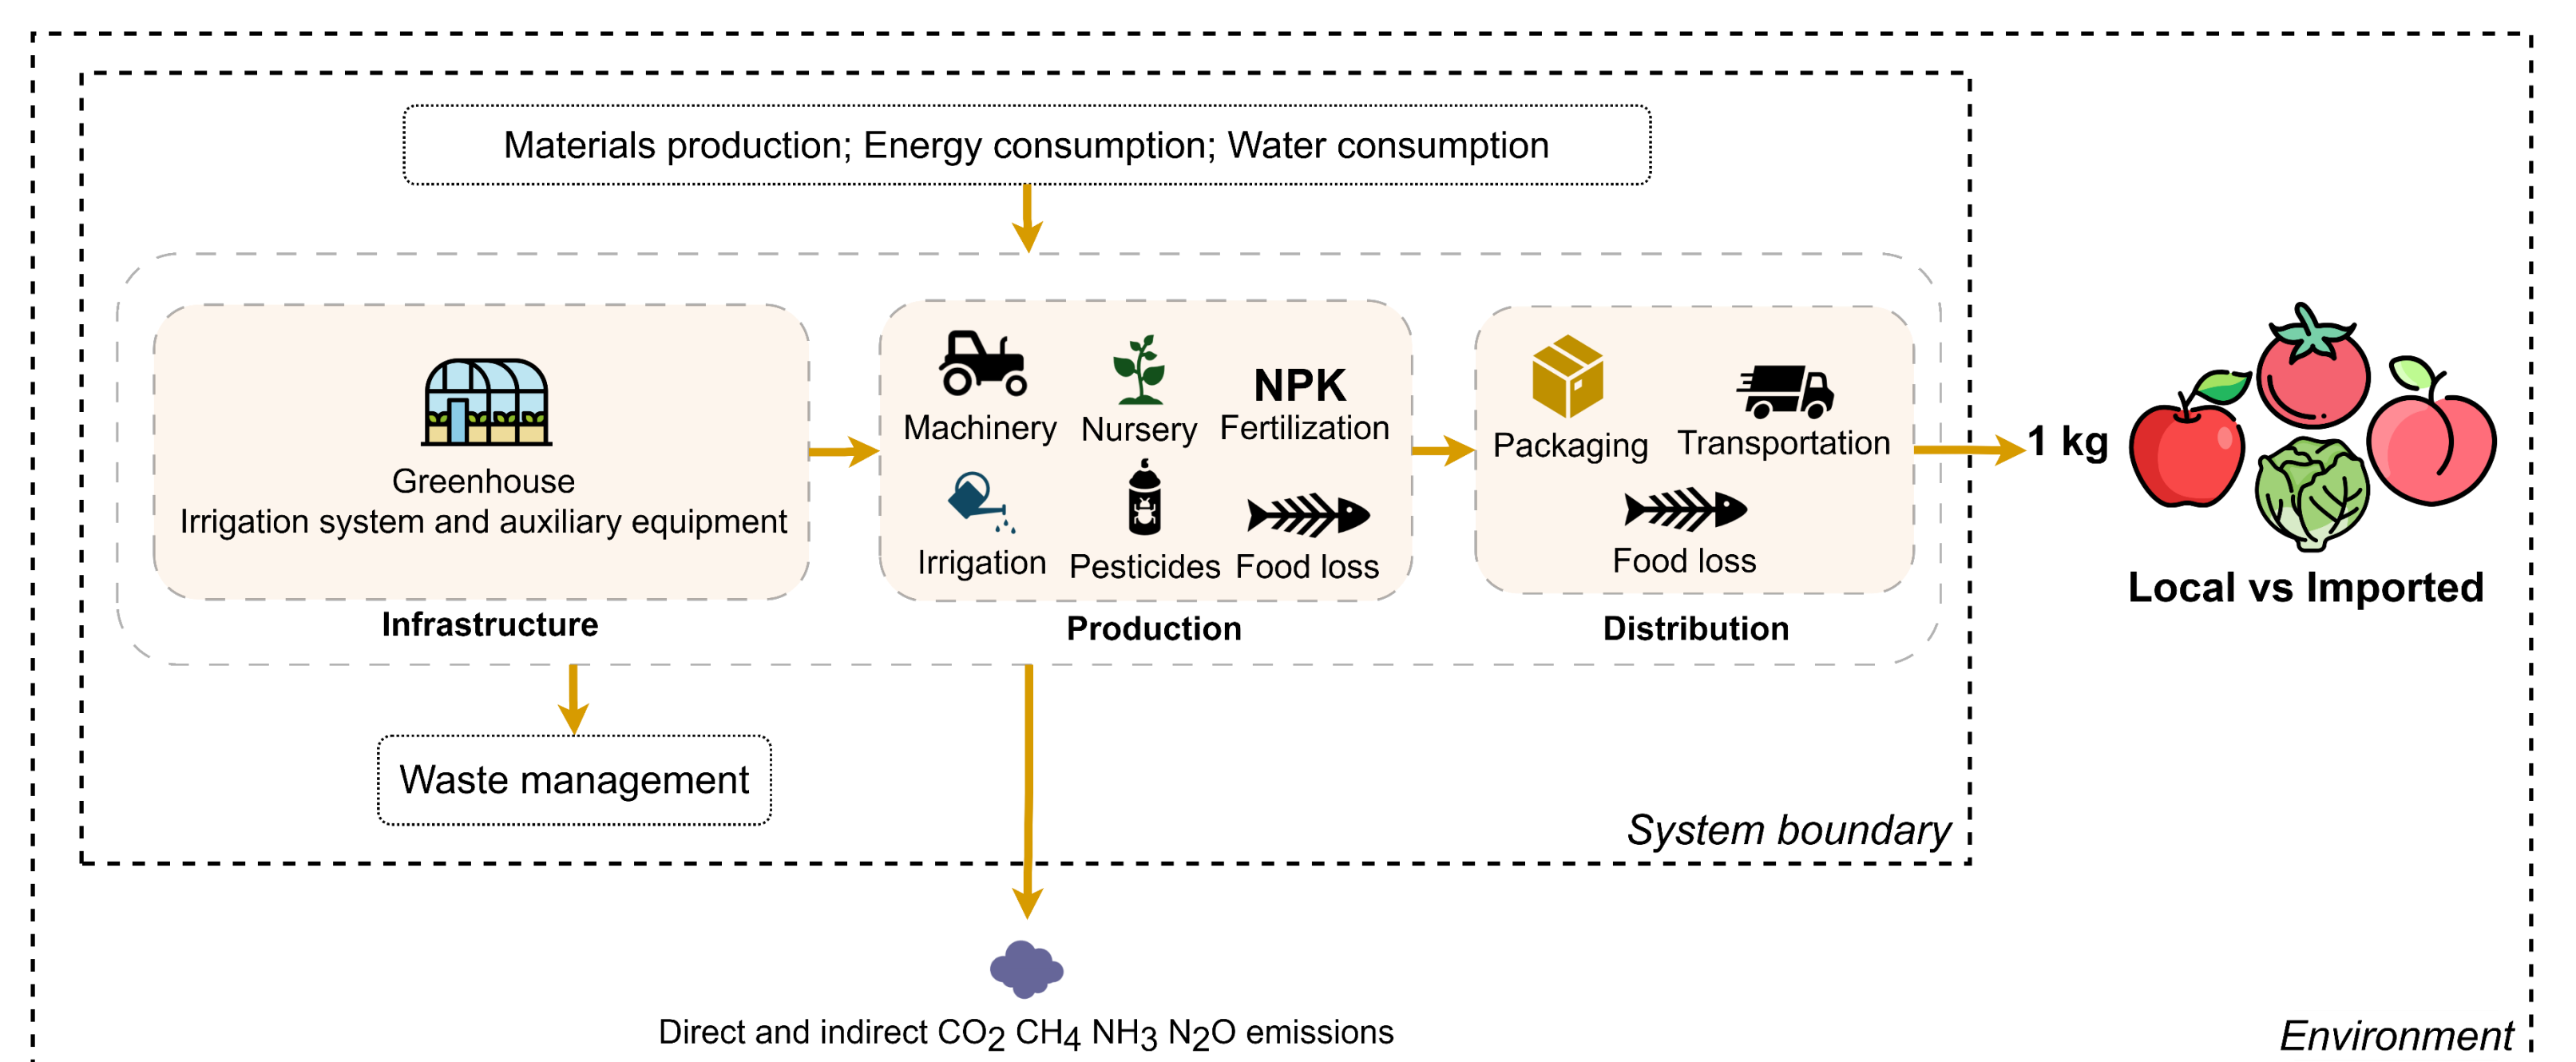 Materials production; Energy consumption; Water consumption
Greenhouse
Irrigation system and auxiliary equipment
Infrastructure
Machinery
Nursery
NPK
Fertilization
Irrigation
Pesticides
Food loss
Production
Packaging
Transportation
Food loss
Distribution
1 kg
Local vs Imported
Waste management
System boundary
Direct and indirect CO2 CH4 NH3 N2O emissions
Environment